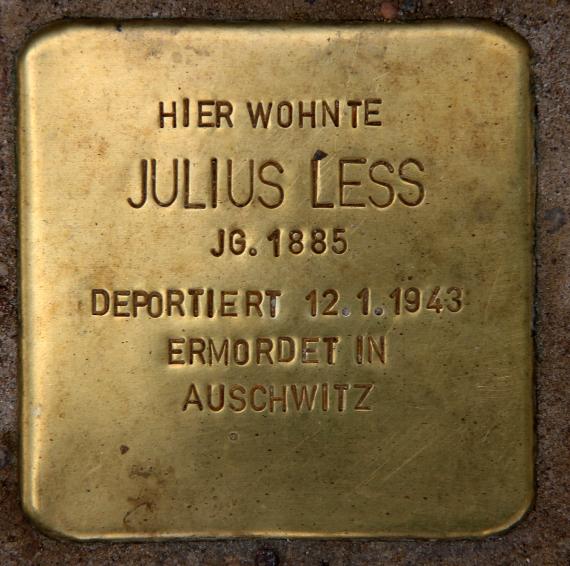 HIER WOHNTE
JULIUS LESS
JG. 1885
DEPORTIERT 12.1.1943
ERMORDET IN
AUSCHWITZ